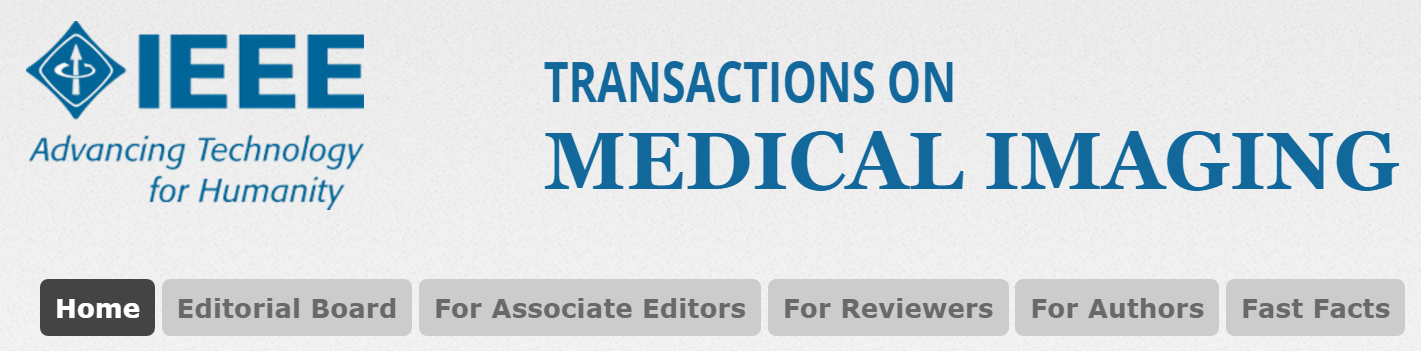 IEEE
Advancing Technology
for Humanity
TRANSACTIONS ON
MEDICAL IMAGING
Home Editorial Board For Associate Editors For Reviewers For Authors Fast Facts